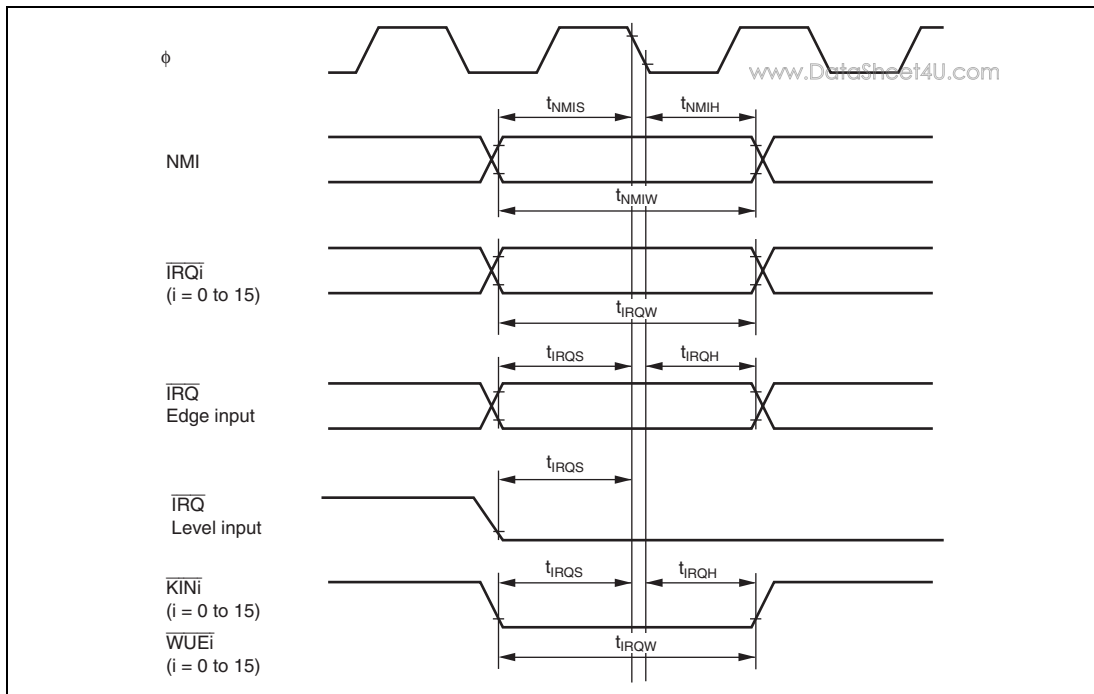 ϕ
www.DataSheet4U.com
tNMIS tNMIH
NMI
tNMIW
IRQi
(i = 0 to 15)
tIRQW
tIRQS tIRQH
IRQ
Edge input
tIRQS
IRQ
Level input
tIRQS tIRQH
KINi
(i = 0 to 15)
WUEi
(i = 0 to 15)
tIRQW